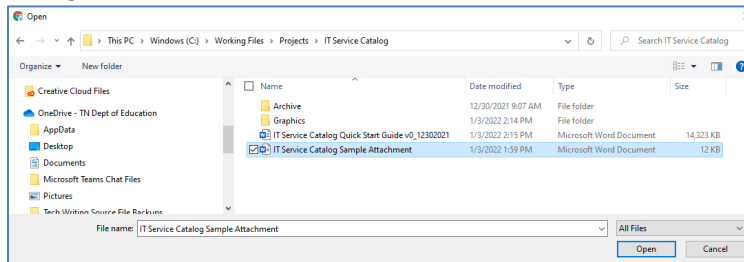 Open
This PC > Windows (C:) > Working Files > Projects > IT Service Catalog
Search IT Service Catalog
Organize
New folder
Creative Cloud Files
OneDrive - TN Dept of Education
AppData
Desktop
Documents
Microsoft Teams Chat Files
Pictures
Tech Writing Source File Backups
Name Date modified Type Size
Archive 12/30/2021 9:07 AM File folder
Graphics 1/3/2022 2:14 PM File folder
IT Service Catalog Quick Start Guide v0_12302021 1/3/2022 2:15 PM Microsoft Word Document 14,323 KB
IT Service Catalog Sample Attachment 1/3/2022 1:59 PM Microsoft Word Document 12 KB
File name: IT Service Catalog Sample Attachment
All Files
Open Cancel